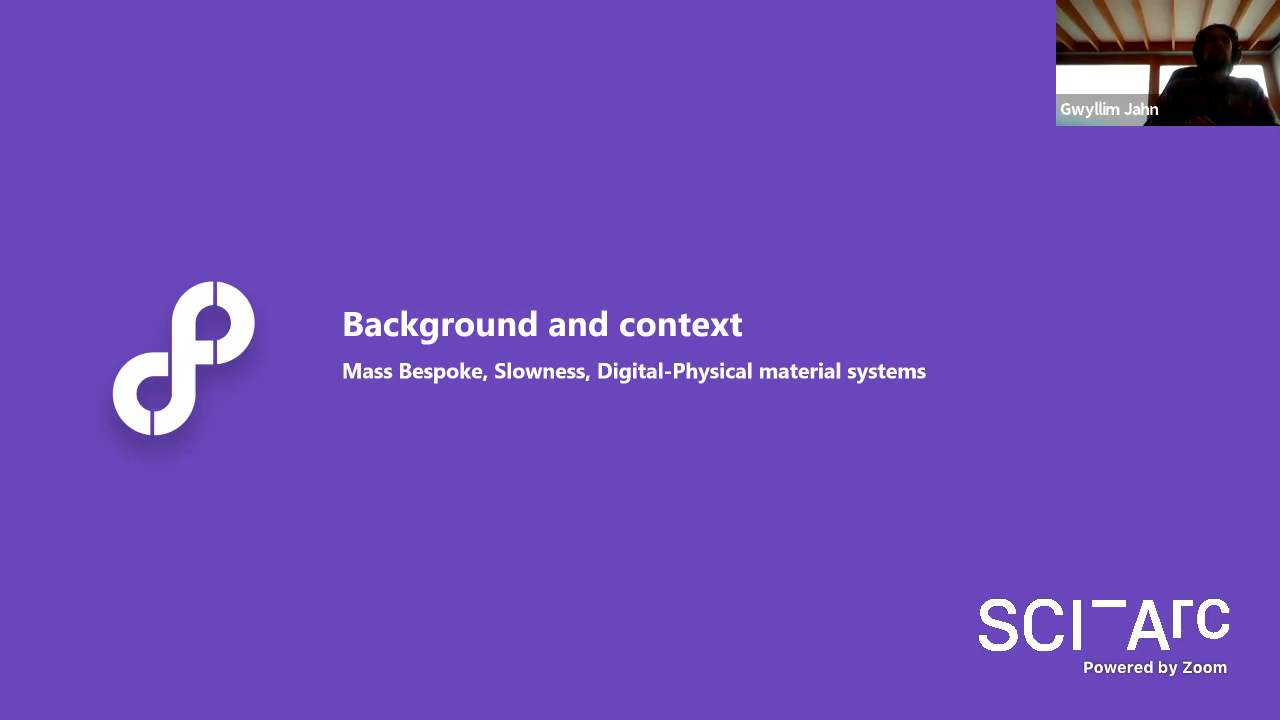 Gwyllim Jahn
Background and context
Mass Bespoke, Slowness, Digital-Physical material systems
SCI-Arc
Powered by Zoom